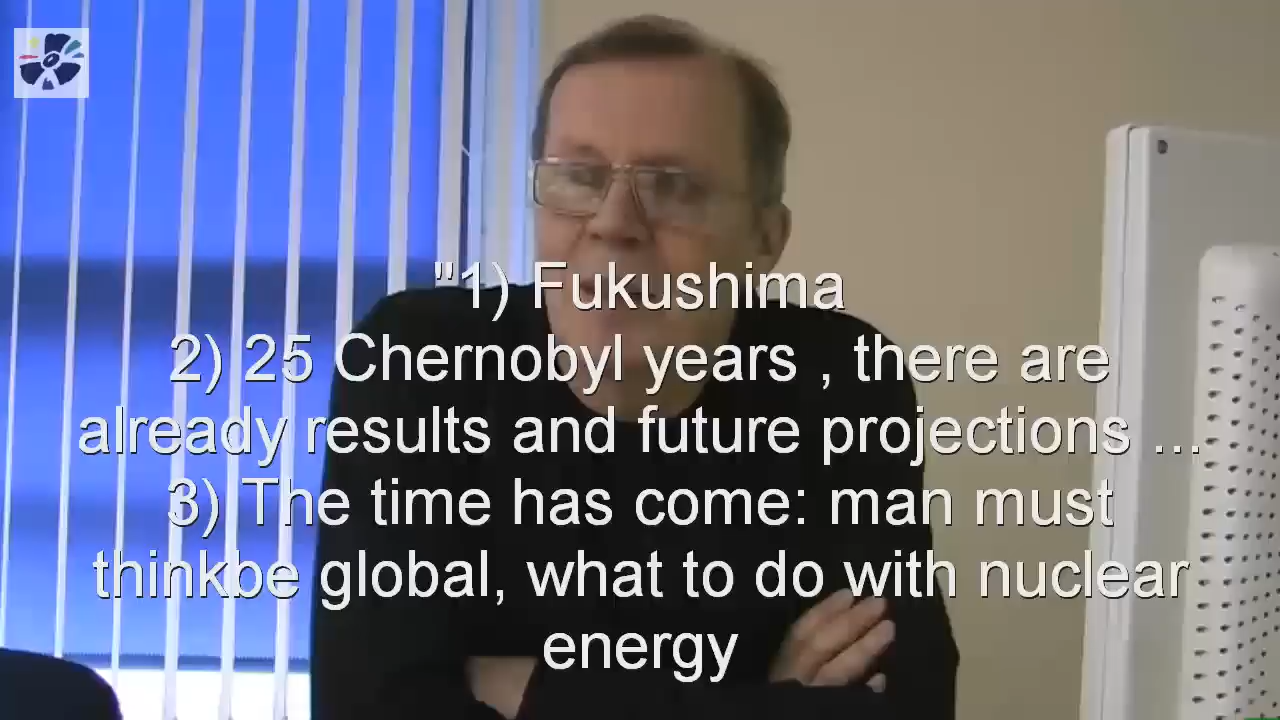 "1) Fukushima
2) 25 Chernobyl years , there are
already results and future projections ...
3) The time has come: man must
thinkbe global, what to do with nuclear
energy